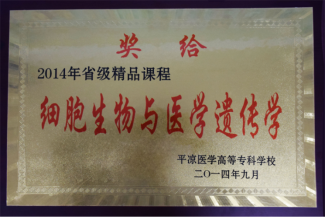 奖给
2014年省级精品课程
细胞生物与医学遗传学
平凉医学高等专科学校
二〇一四年九月